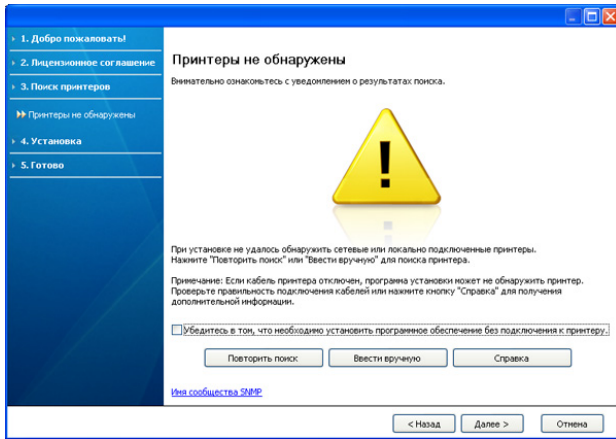 1. Добро пожаловать!
2. Лицензионное соглашение
3. Поиск принтеров
Принтеры не обнаружены
4. Установка
5. Готово
Принтеры не обнаружены
Внимательно ознакомьтесь с уведомлением о результатах поиска.
При установке не удалось обнаружить сетевые или локально подключенные принтеры.
Нажмите "Повторить поиск" или "Ввести вручную" для поиска принтера.
Примечание: Если кабель принтера отключен, программа установки может не обнаружить принтер.
Проверьте правильность подключения кабелей или нажмите кнопку "Справка" для получения
дополнительной информации.
Убедитесь в том, что необходимо установить программное обеспечение без подключения к принтеру.
Повторить поиск
Ввести вручную
Справка
Имя сообщества SNMP
< Назад
Далее >
Отмена